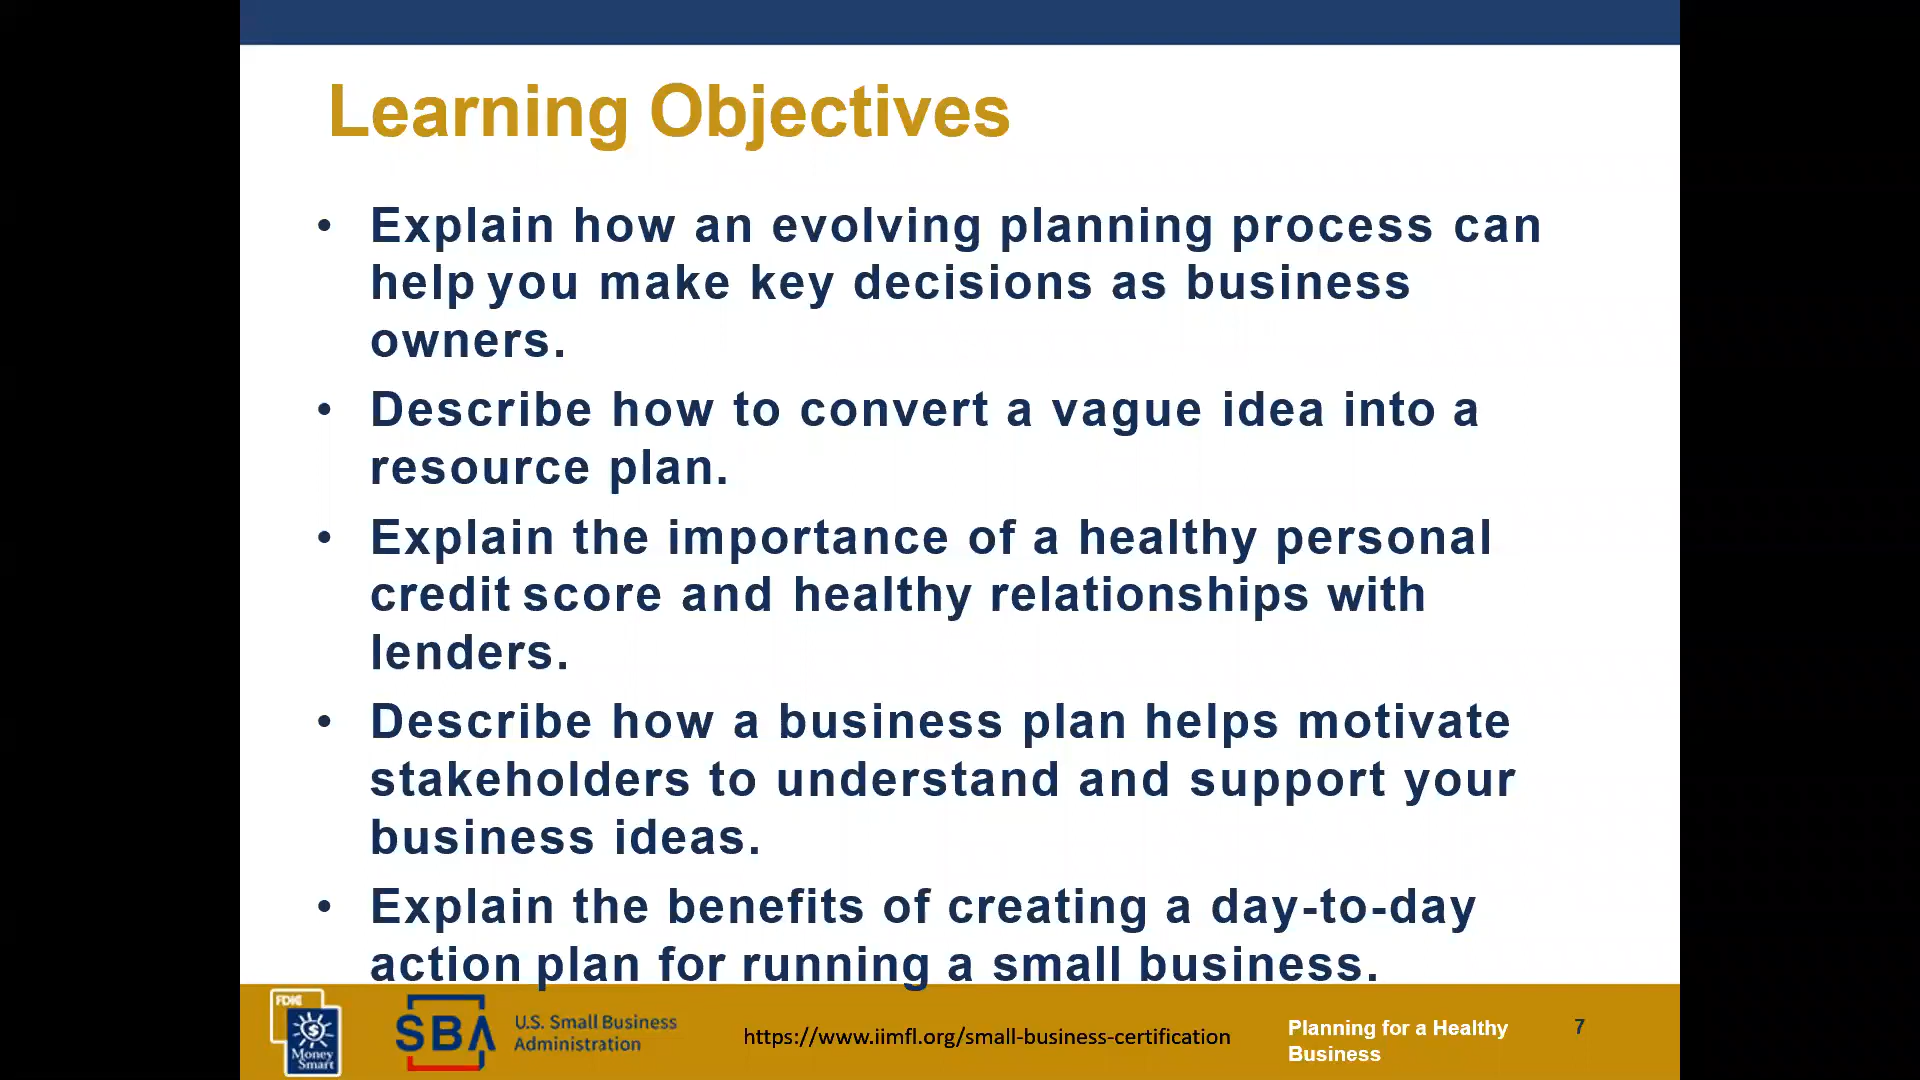 Learning Objectives
• Explain how an evolving planning process can
help you make key decisions as business
owners.
• Describe how to convert a vague idea into a
resource plan.
• Explain the importance of a healthy personal
credit score and healthy relationships with
lenders.
• Describe how a business plan helps motivate
stakeholders to understand and support your
business ideas.
• Explain the benefits of creating a day-to-day
action plan for running a small business.
FDIC
Money
Smart
SBA
U.S. Small Business
Administration
https://www.iimfl.org/small-business-certification
Planning for a Healthy
Business
7